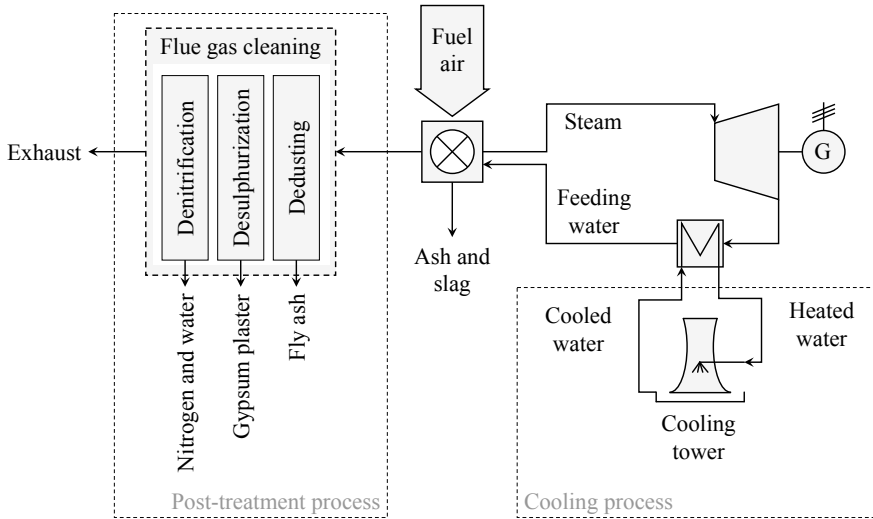 Fuel
air
Flue gas cleaning
Denitrification
Desulphurization
Dedusting
Exhaust
Steam
G
Feeding
water
Ash and
slag
Nitrogen and water
Gypsum plaster
Fly ash
Cooled
water
Heated
water
Cooling
tower
Post-treatment process
Cooling process